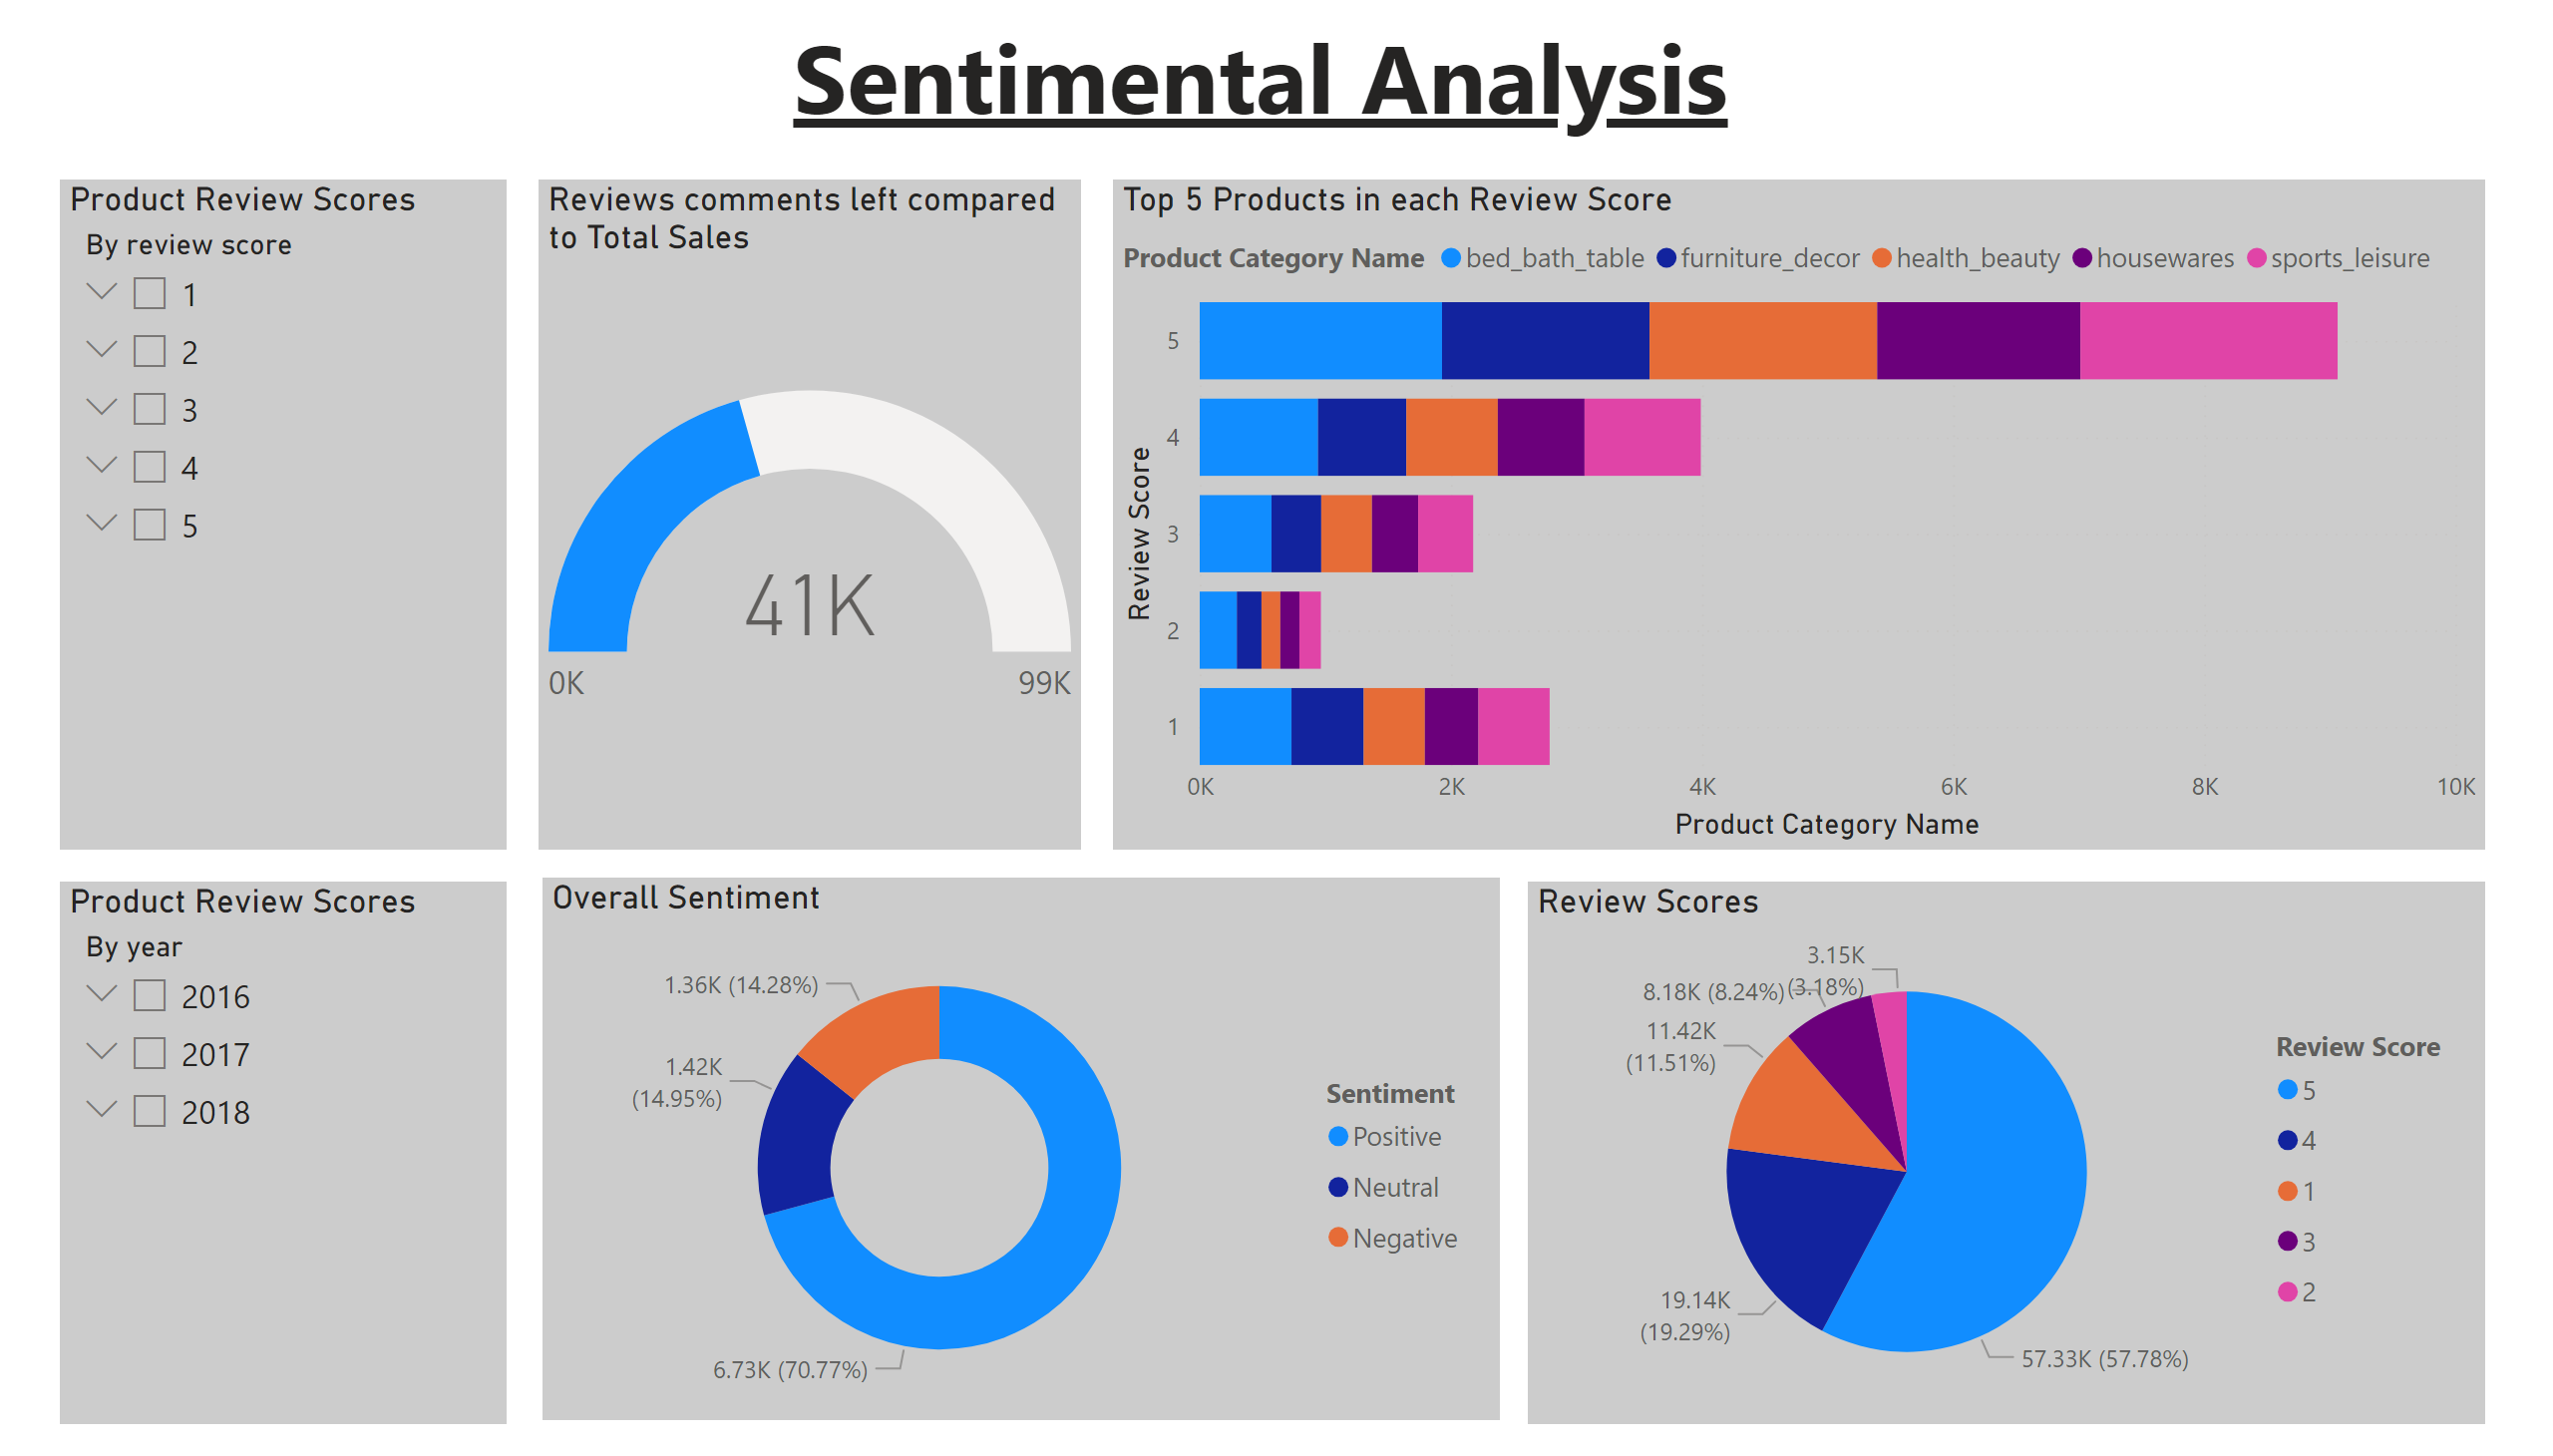 Sentimental Analysis
Product Review Scores
By review score
1
2
3
4
5
Reviews comments left compared
to Total Sales
41K
0K
99K
Top 5 Products in each Review Score
Product Category Name bed_bath_table furniture_decor health_beauty housewares sports_leisure
Review Score
5
4
3
2
1
0K 2K 4K 6K 8K 10K
Product Category Name
Product Review Scores
By year
2016
2017
2018
Overall Sentiment
1.36K (14.28%)
1.42K
(14.95%)
6.73K (70.77%)
Sentiment
Positive
Neutral
Negative
Review Scores
3.15K
(3.18%)
8.18K (8.24%)
11.42K
(11.51%)
19.14K
(19.29%)
57.33K (57.78%)
Review Score
5
4
1
3
2